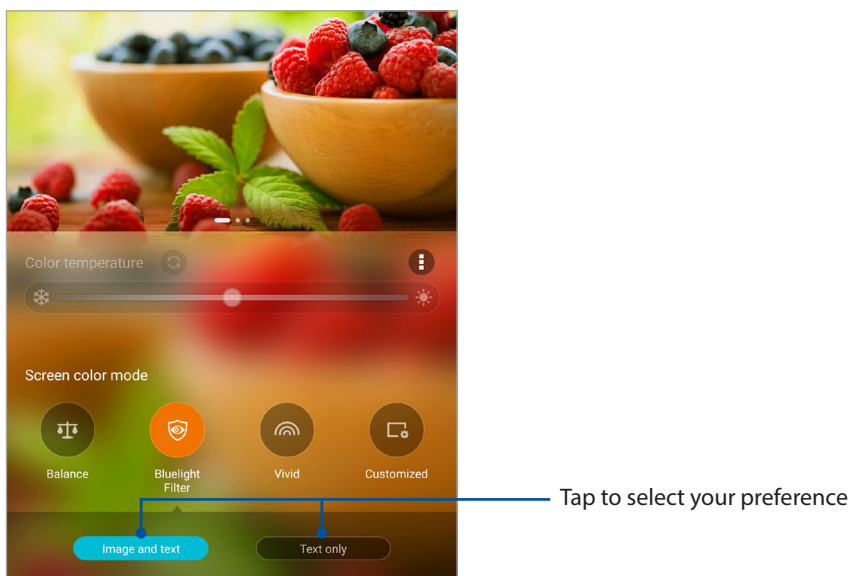 Color temperature
Screen color mode
Balance
Bluelight
Filter
Vivid
Customized
Tap to select your preference
Image and text
Text only